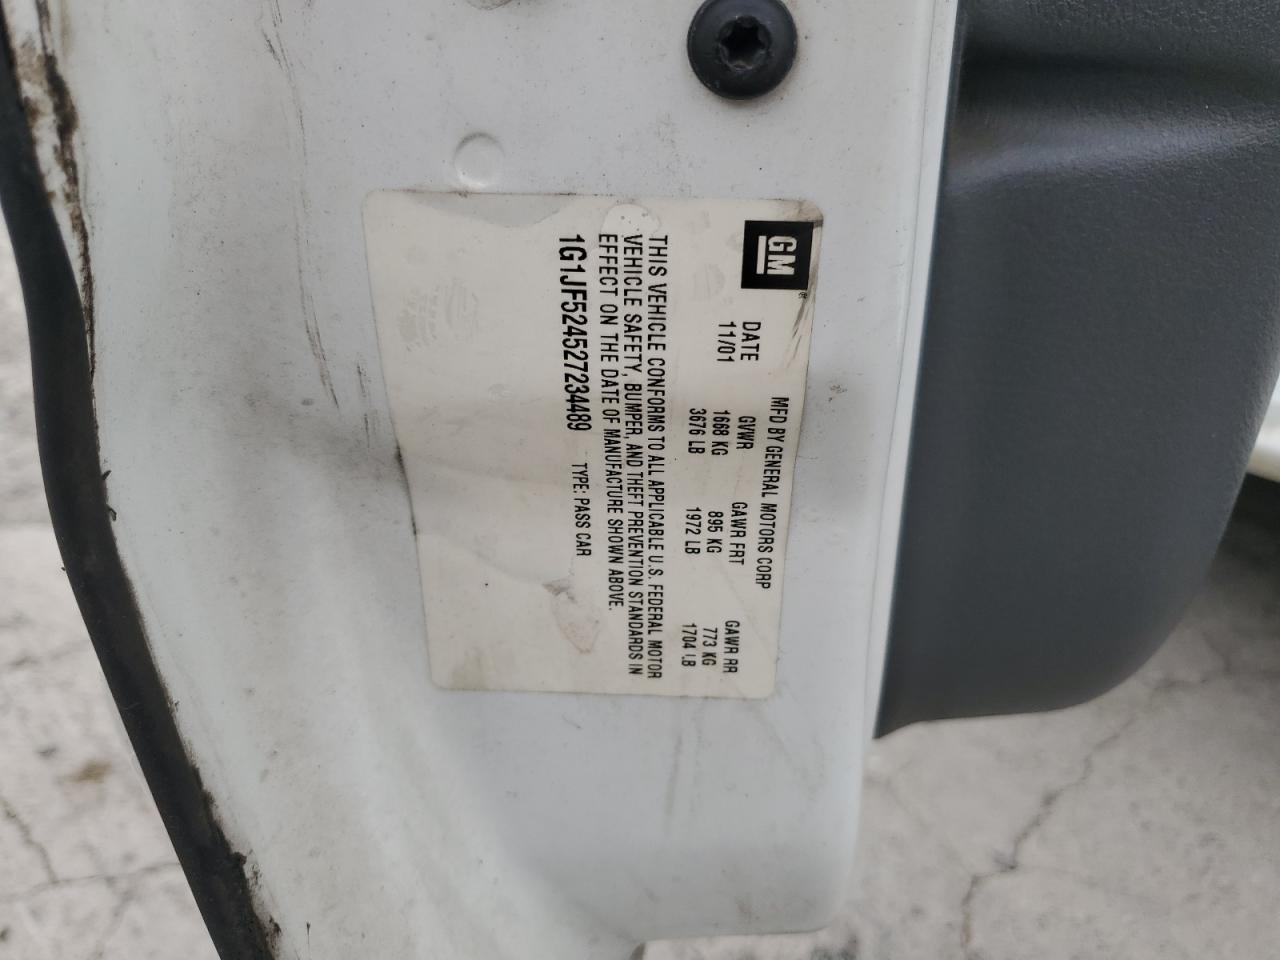 GM ®
MFD BY GENERAL MOTORS CORP
DATE GVWR GAWR FRT GAWR RR
11/01 1668 KG 895 KG 773 KG
3676 LB 1972 LB 1704 LB
THIS VEHICLE CONFORMS TO ALL APPLICABLE U.S. FEDERAL MOTOR
VEHICLE SAFETY, BUMPER, AND THEFT PREVENTION STANDARDS IN
EFFECT ON THE DATE OF MANUFACTURE SHOWN ABOVE.
1G1JF524527234489 TYPE: PASS CAR